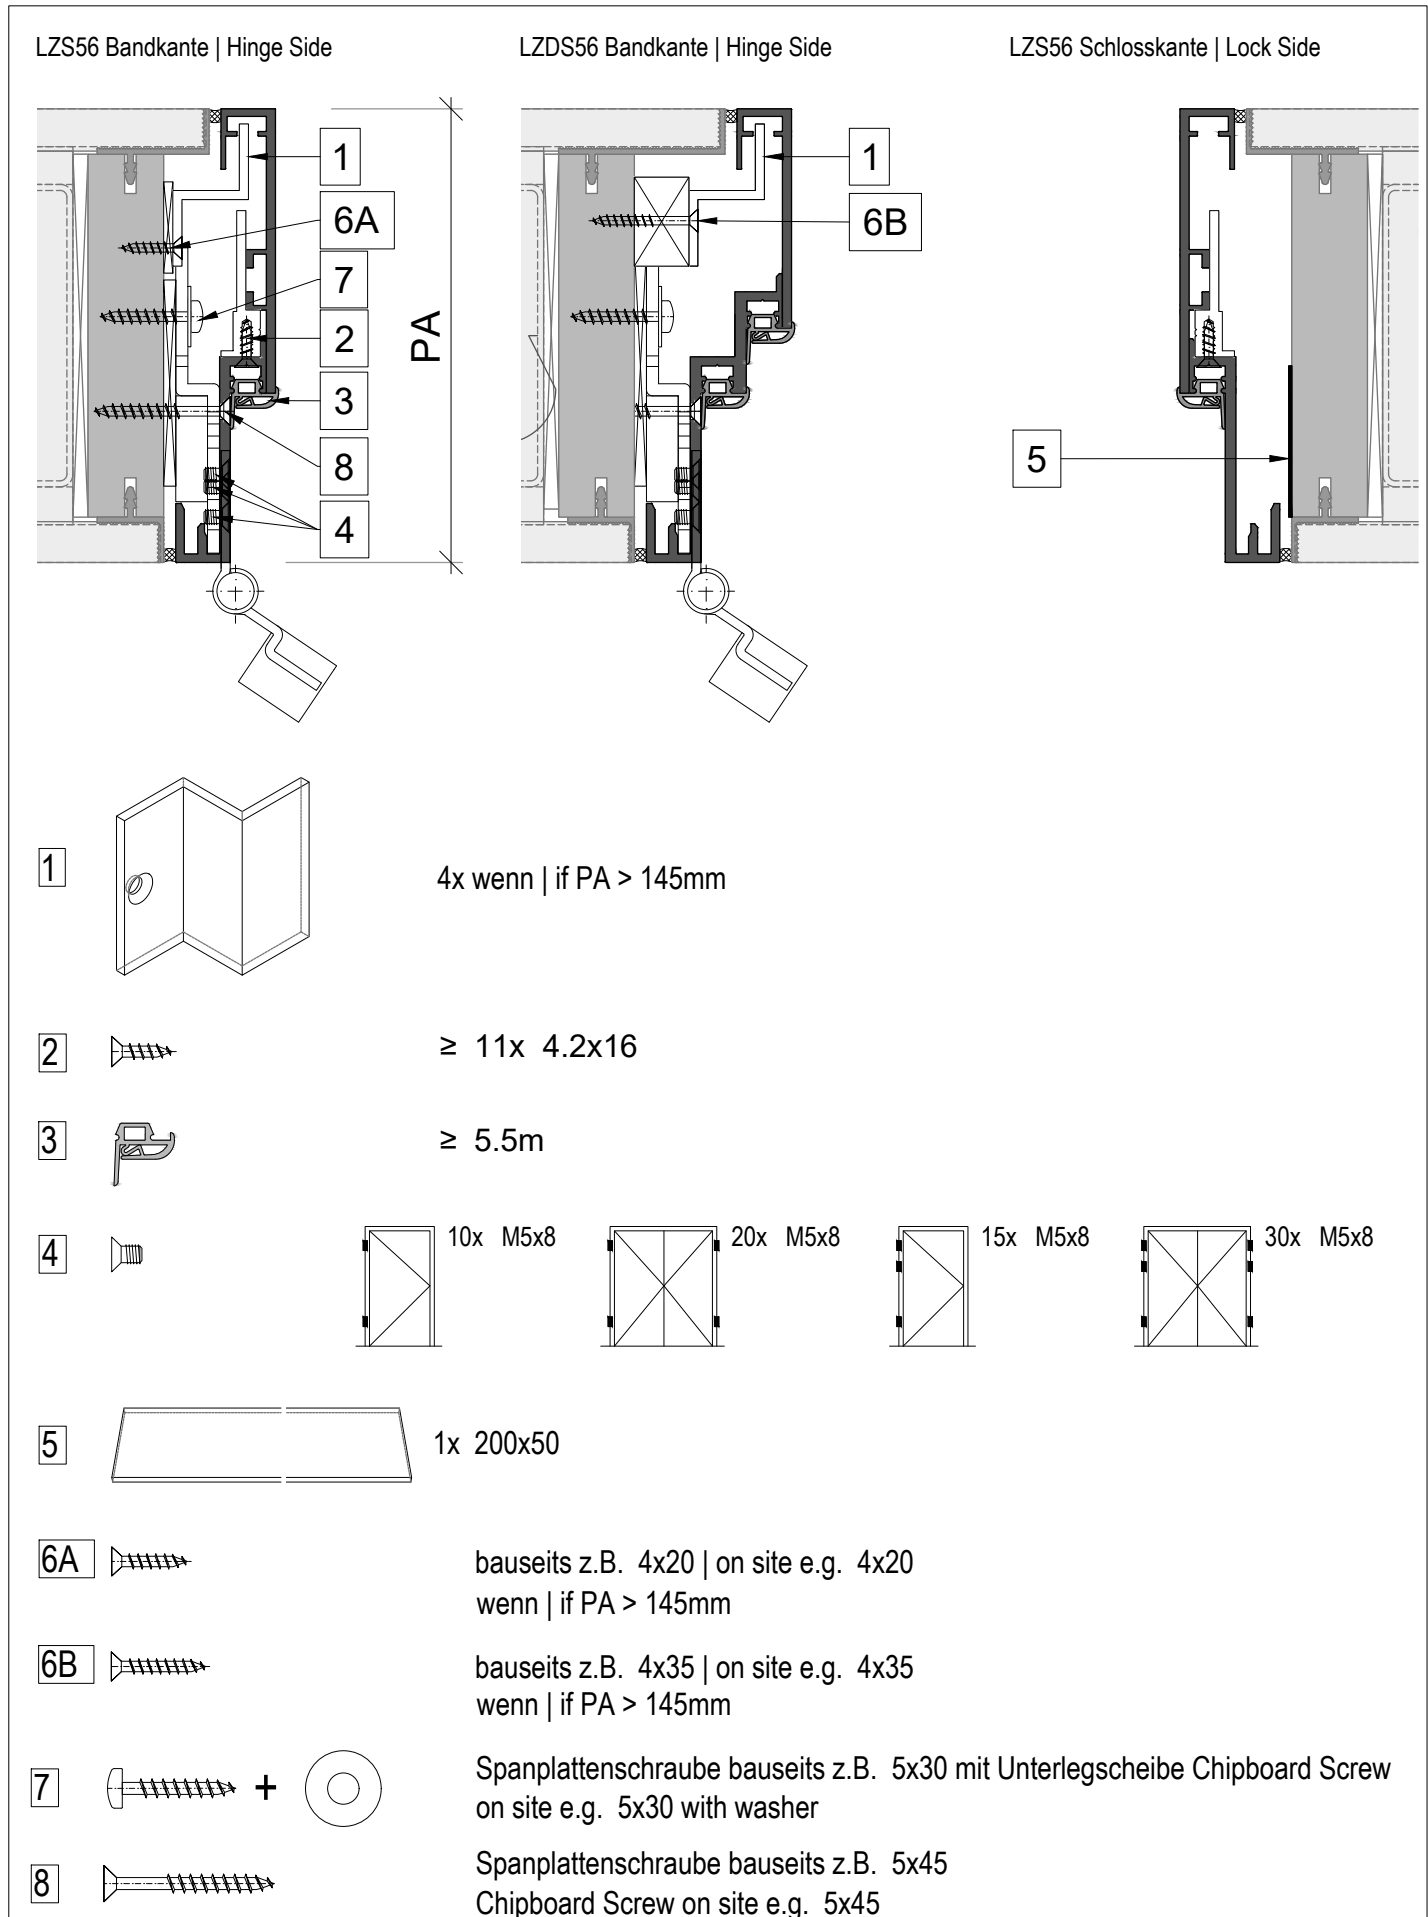 LZS56 Bandkante | Hinge Side
LZDS56 Bandkante | Hinge Side
LZS56 Schlosskante | Lock Side
1
6A
7
2
3
8
4
PA
1
6B
5
1
4x wenn | if PA > 145mm
2
≥ 11x 4.2x16
3
≥ 5.5m
4
10x M5x8
20x M5x8
15x M5x8
30x M5x8
5
1x 200x50
6A
bauseits z.B. 4x20 | on site e.g. 4x20
wenn | if PA > 145mm
6B
bauseits z.B. 4x35 | on site e.g. 4x35
wenn | if PA > 145mm
7
+
Spanplattenschraube bauseits z.B. 5x30 mit Unterlegscheibe Chipboard Screw
on site e.g. 5x30 with washer
8
Spanplattenschraube bauseits z.B. 5x45
Chipboard Screw on site e.g. 5x45